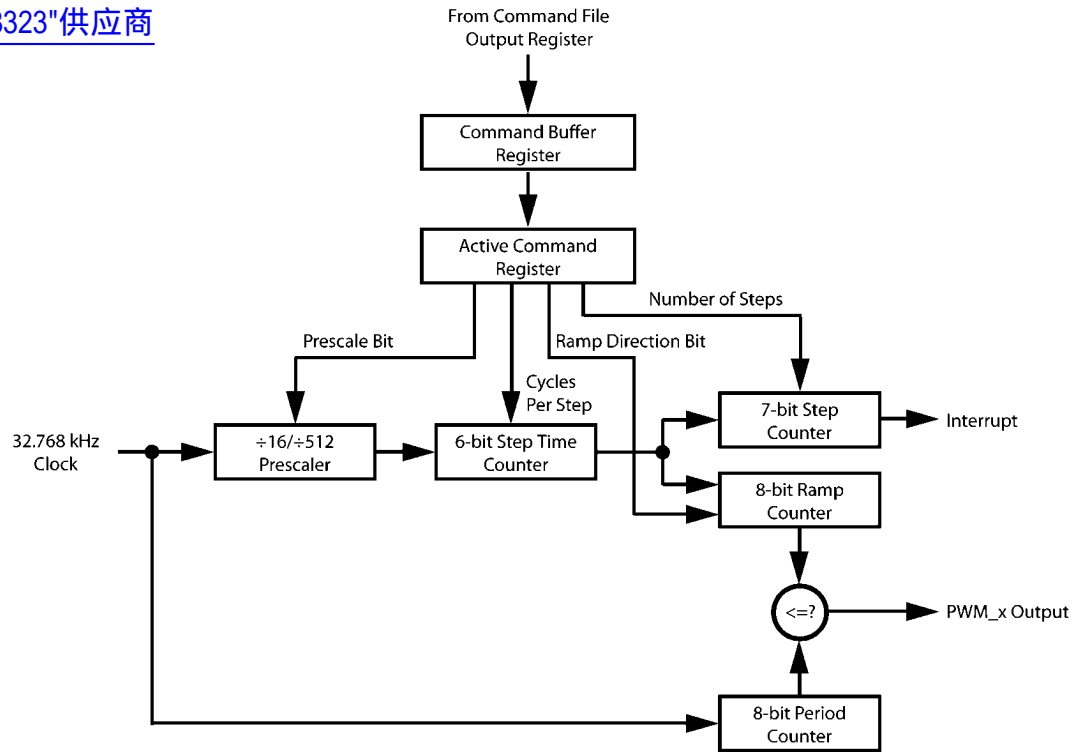 3323"供应商
From Command File
Output Register
Command Buffer
Register
Active Command
Register
Number of Steps
Prescale Bit
Ramp Direction Bit
Cycles
Per Step
7-bit Step
Counter
Interrupt
32.768 kHz
Clock
÷16/÷512
Prescaler
6-bit Step Time
Counter
8-bit Ramp
Counter
<=?
PWM_x Output
8-bit Period
Counter